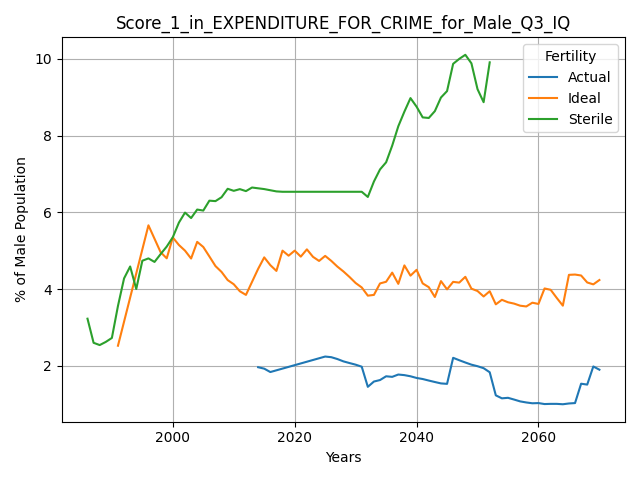 Score_1_in_EXPENDITURE_FOR_CRIME_for_Male_Q3_IQ
% of Male Population
10
8
6
4
2
Fertility
Actual
Ideal
Sterile
2000 2020 2040 2060
Years